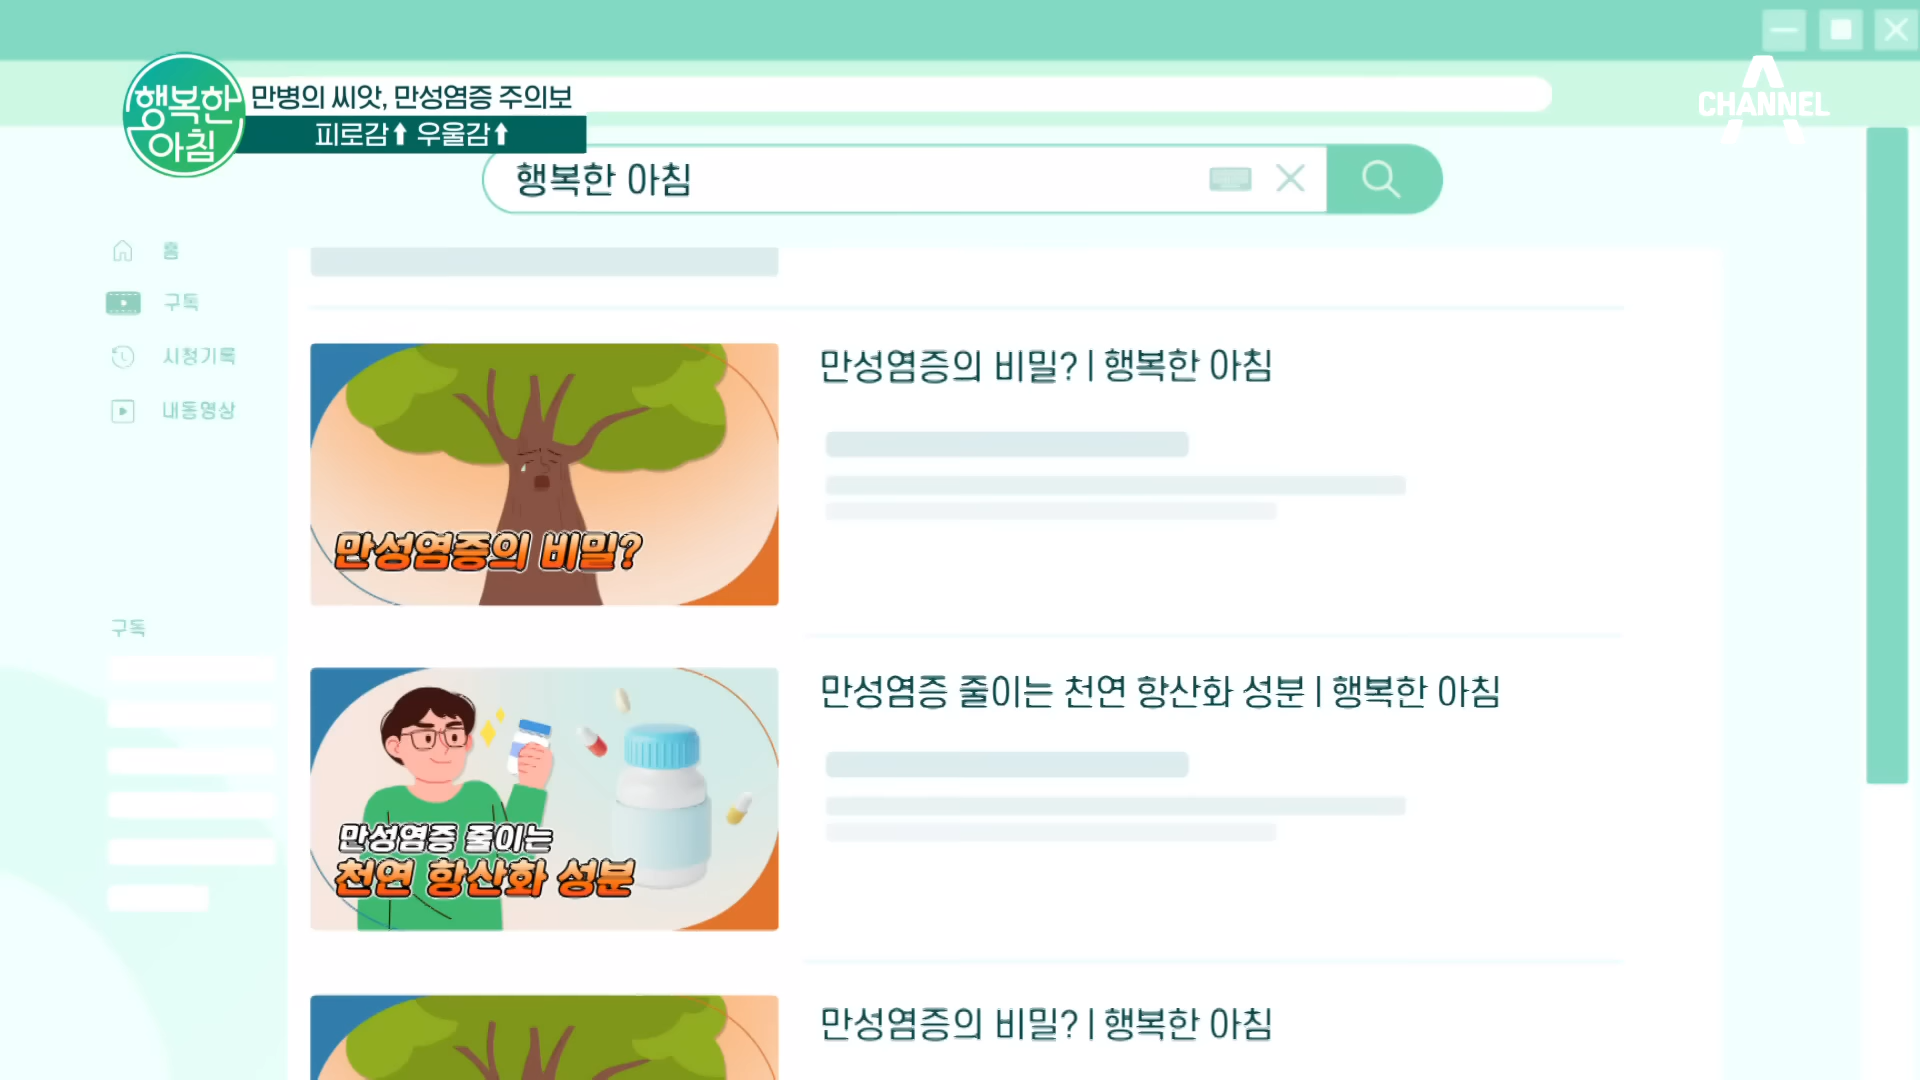 행복한
아침
만병의 씨앗, 만성염증 주의보
피로감⬆ 우울감⬆
CHANNEL A
행복한 아침
홈
구독
시청기록
내동영상
구독
만성염증의 비밀?
만성염증의 비밀? | 행복한 아침
만성염증 줄이는
천연 항산화 성분
만성염증 줄이는 천연 항산화 성분 | 행복한 아침
만성염증의 비밀? | 행복한 아침